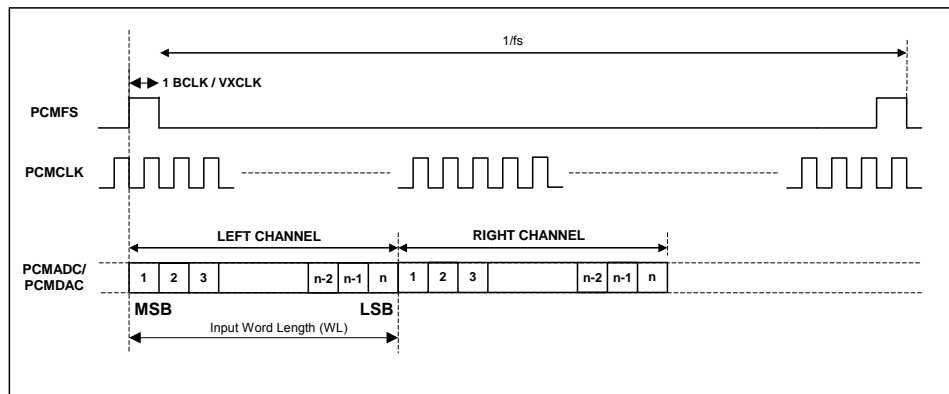 1/fs
1 BCLK / VXCLK
PCMFS
PCMCLK
LEFT CHANNEL RIGHT CHANNEL
PCMADC/
PCMDAC
1 2 3 n-2 n-1 n 1 2 3 n-2 n-1 n
MSB LSB
Input Word Length (WL)